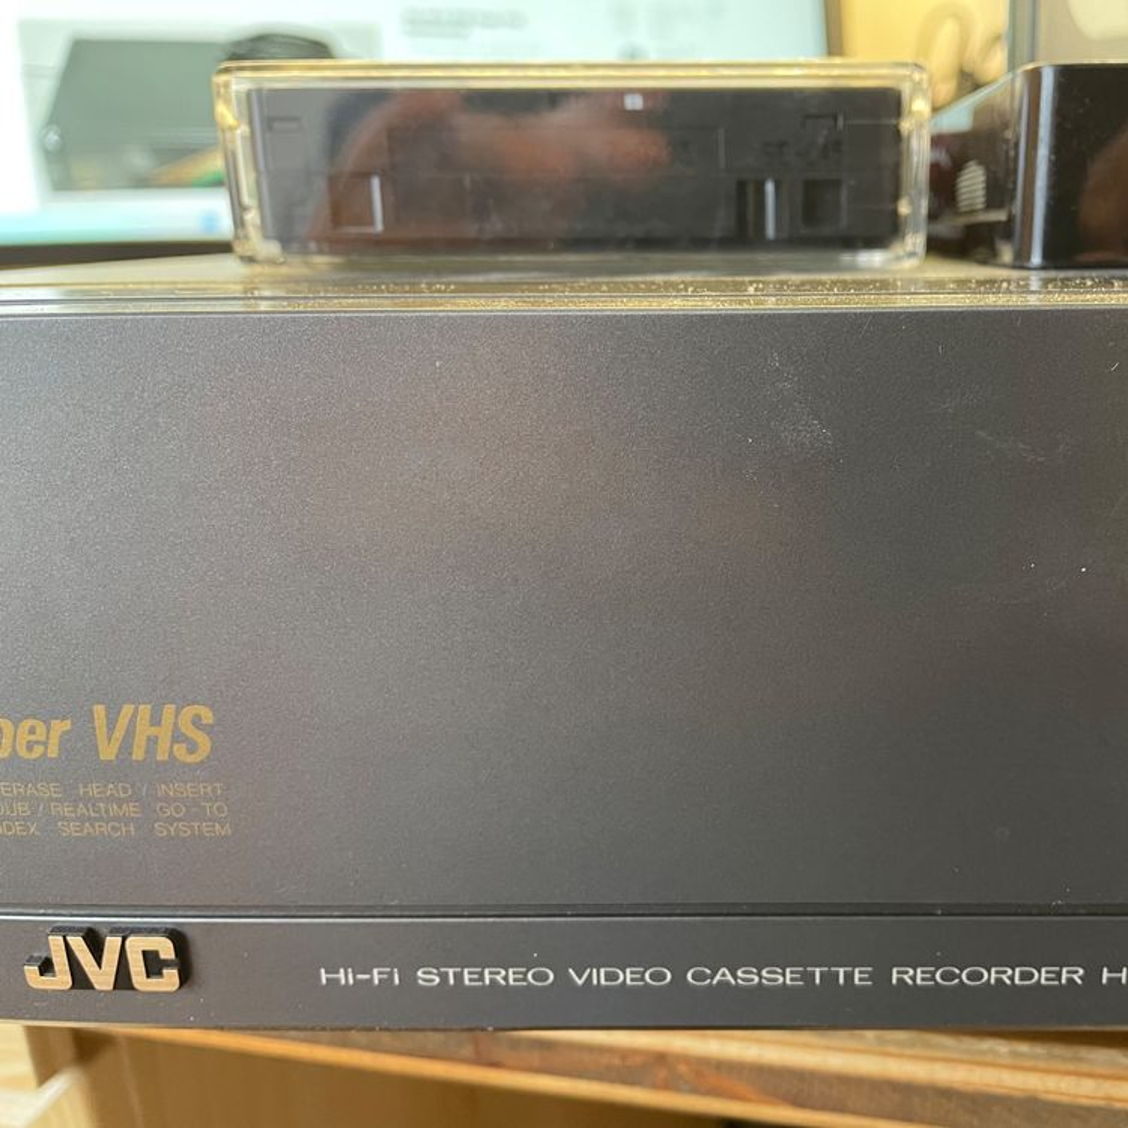 per VHS
ERASE HEAD / INSERT
DUB / REALTIME GO-TO
NDEX SEARCH SYSTEM
JVC
Hi-Fi STEREO VIDEO CASSETTE RECORDER H